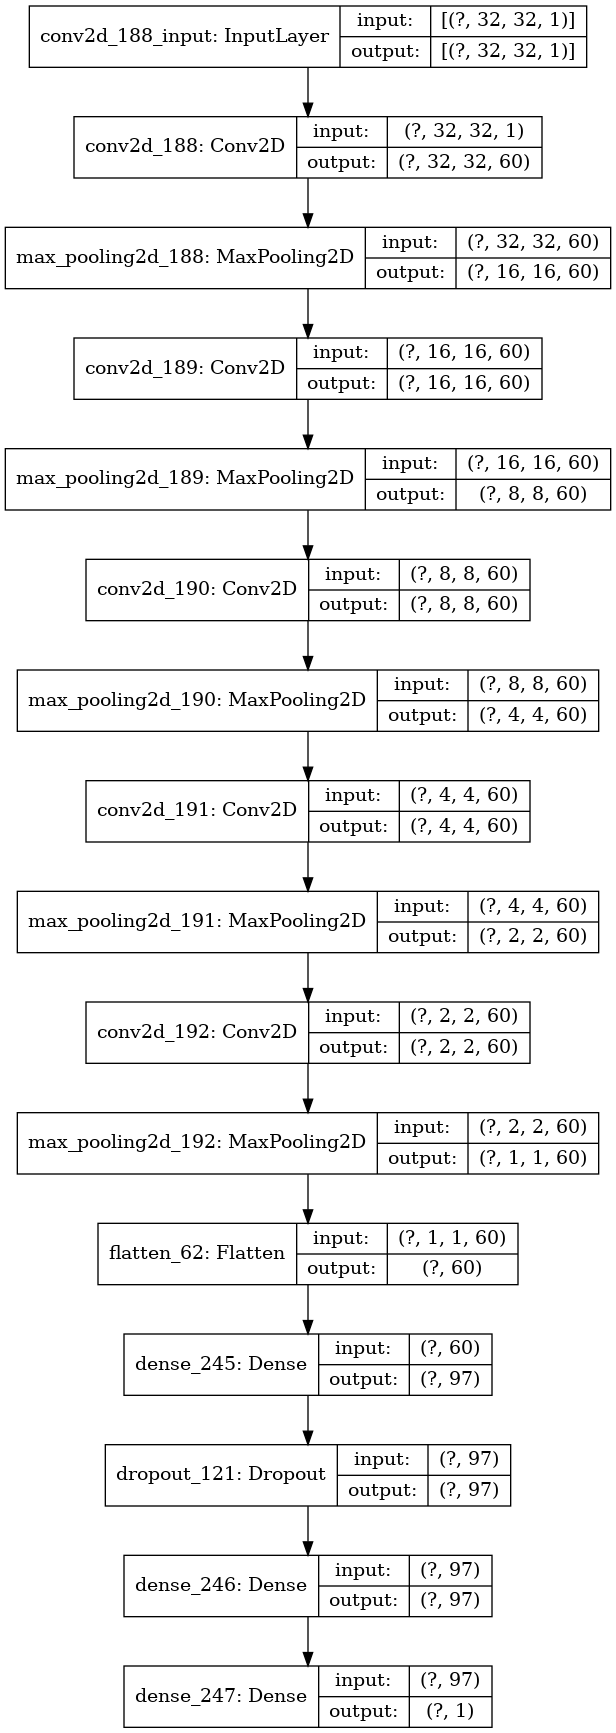 conv2d_188_input: InputLayer
input: [(?, 32, 32, 1)]
output: [(?, 32, 32, 1)]
conv2d_188: Conv2D
input: (?, 32, 32, 1)
output: (?, 32, 32, 60)
max_pooling2d_188: MaxPooling2D
input: (?, 32, 32, 60)
output: (?, 16, 16, 60)
conv2d_189: Conv2D
input: (?, 16, 16, 60)
output: (?, 16, 16, 60)
max_pooling2d_189: MaxPooling2D
input: (?, 16, 16, 60)
output: (?, 8, 8, 60)
conv2d_190: Conv2D
input: (?, 8, 8, 60)
output: (?, 8, 8, 60)
max_pooling2d_190: MaxPooling2D
input: (?, 8, 8, 60)
output: (?, 4, 4, 60)
conv2d_191: Conv2D
input: (?, 4, 4, 60)
output: (?, 4, 4, 60)
max_pooling2d_191: MaxPooling2D
input: (?, 4, 4, 60)
output: (?, 2, 2, 60)
conv2d_192: Conv2D
input: (?, 2, 2, 60)
output: (?, 2, 2, 60)
max_pooling2d_192: MaxPooling2D
input: (?, 2, 2, 60)
output: (?, 1, 1, 60)
flatten_62: Flatten
input: (?, 1, 1, 60)
output: (?, 60)
dense_245: Dense
input: (?, 60)
output: (?, 97)
dropout_121: Dropout
input: (?, 97)
output: (?, 97)
dense_246: Dense
input: (?, 97)
output: (?, 97)
dense_247: Dense
input: (?, 97)
output: (?, 1)